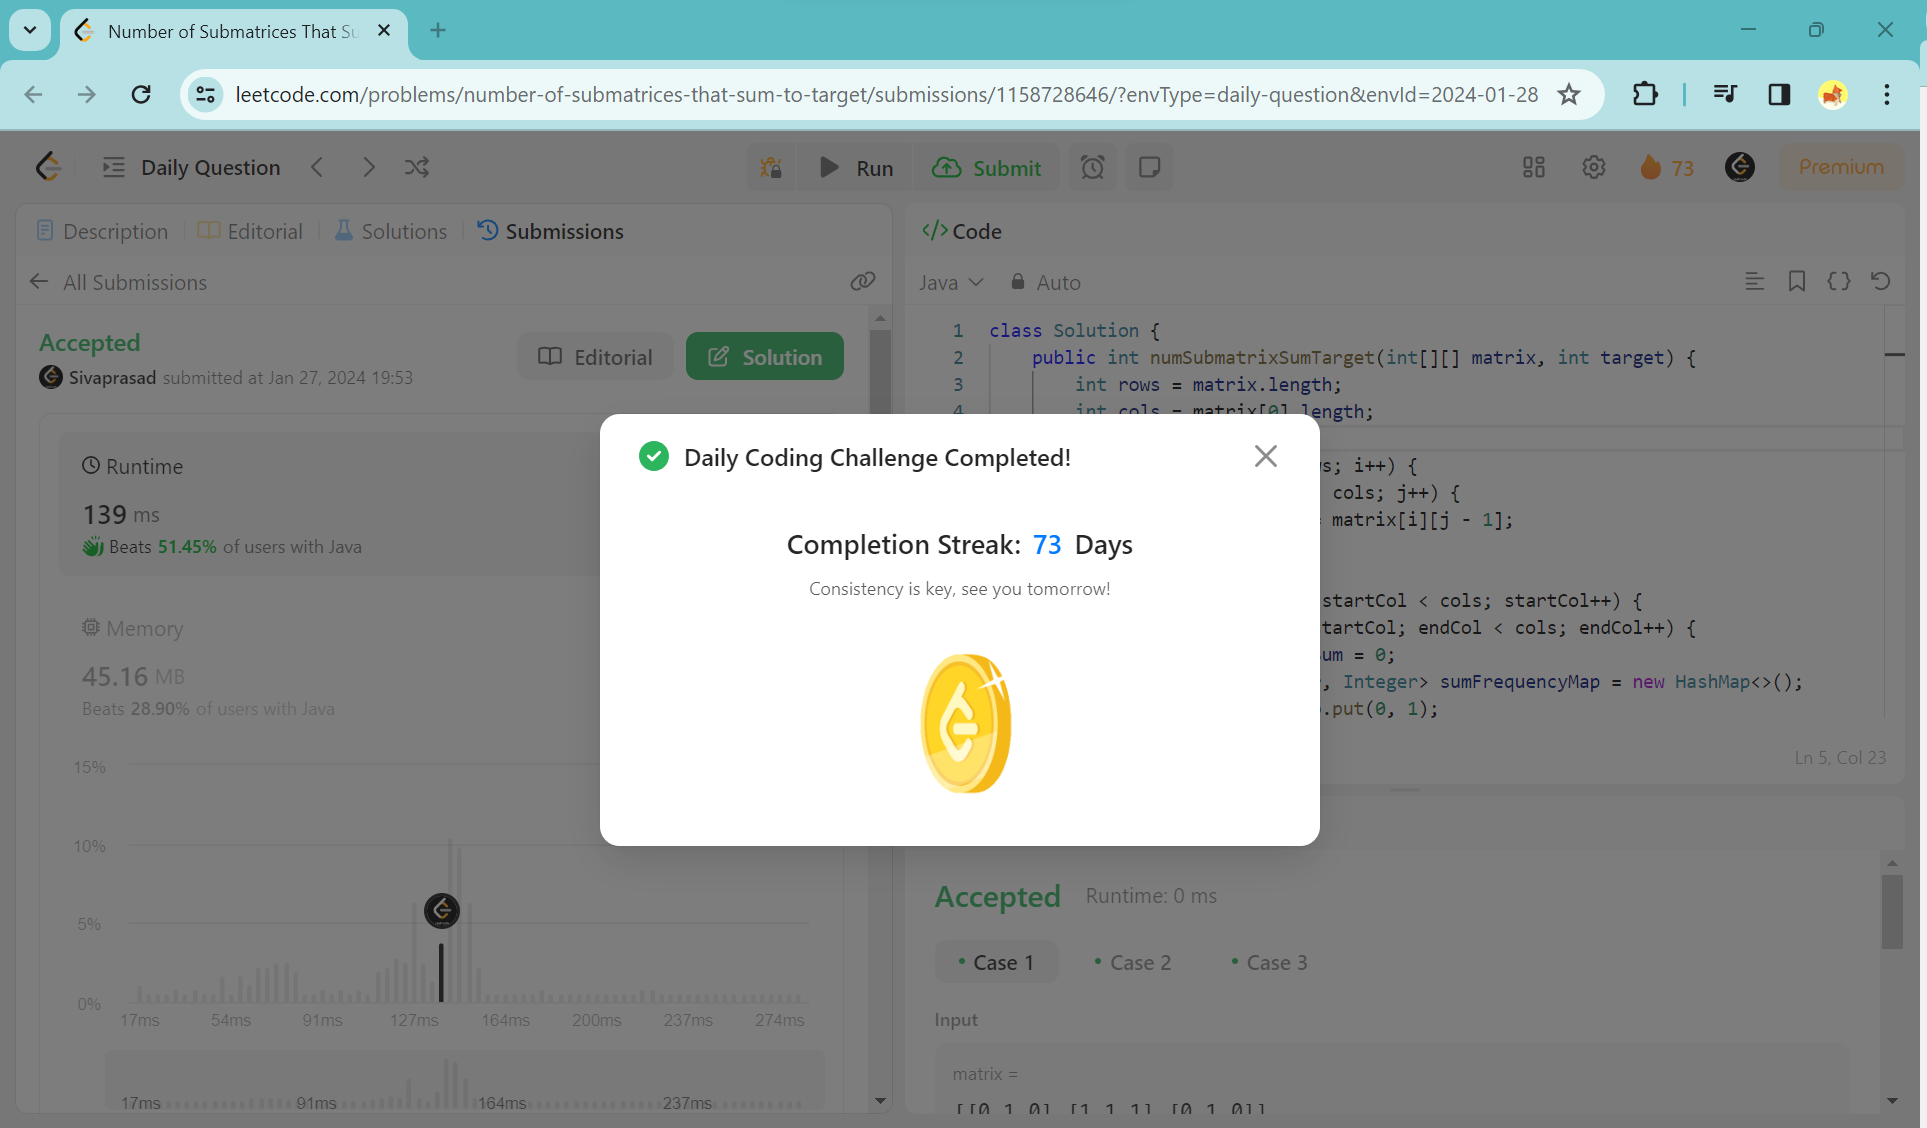 Number of Submatrices That Su
leetcode.com/problems/number-of-submatrices-that-sum-to-target/submissions/1158728646/?envType=daily-question&envId=2024-01-28
Daily Question
Run
Submit
73
Premium
Description
Editorial
Solutions
Submissions
All Submissions
Accepted
Sivaprasad submitted at Jan 27, 2024 19:53
Editorial
Solution
Runtime
139 ms
Beats 51.45% of users with Java
Memory
45.16 MB
Beats 28.90% of users with Java
15%
10%
5%
0%
17ms 54ms 91ms 127ms 164ms 200ms 237ms 274ms
17ms 91ms 164ms 237ms
</> Code
Java
Auto
1 class Solution {
2 public int numSubmatrixSumTarget(int[][] matrix, int target) {
3 int rows = matrix.length;
4 int cols = matrix[0].length;
s; i++) {
cols; j++) {
= matrix[i][j - 1];
startCol < cols; startCol++) {
tartCol; endCol < cols; endCol++) {
um = 0;
, Integer> sumFrequencyMap = new HashMap<>();
.put(0, 1);
Ln 5, Col 23
Daily Coding Challenge Completed!
Completion Streak: 73 Days
Consistency is key, see you tomorrow!
Accepted Runtime: 0 ms
Case 1
Case 2
Case 3
Input
matrix =
[[0,1,0],[1,1,1],[0,1,0]]